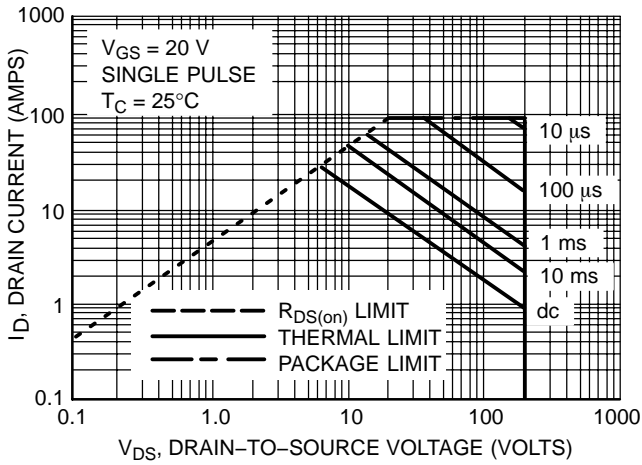 1000
100
10
1
0.1
I_D, DRAIN CURRENT (AMPS)
V_GS = 20 V
SINGLE PULSE
T_C = 25°C
10 μs
100 μs
1 ms
10 ms
dc
R_DS(on) LIMIT
THERMAL LIMIT
PACKAGE LIMIT
0.1
1.0
10
100
1000
V_DS, DRAIN−TO−SOURCE VOLTAGE (VOLTS)